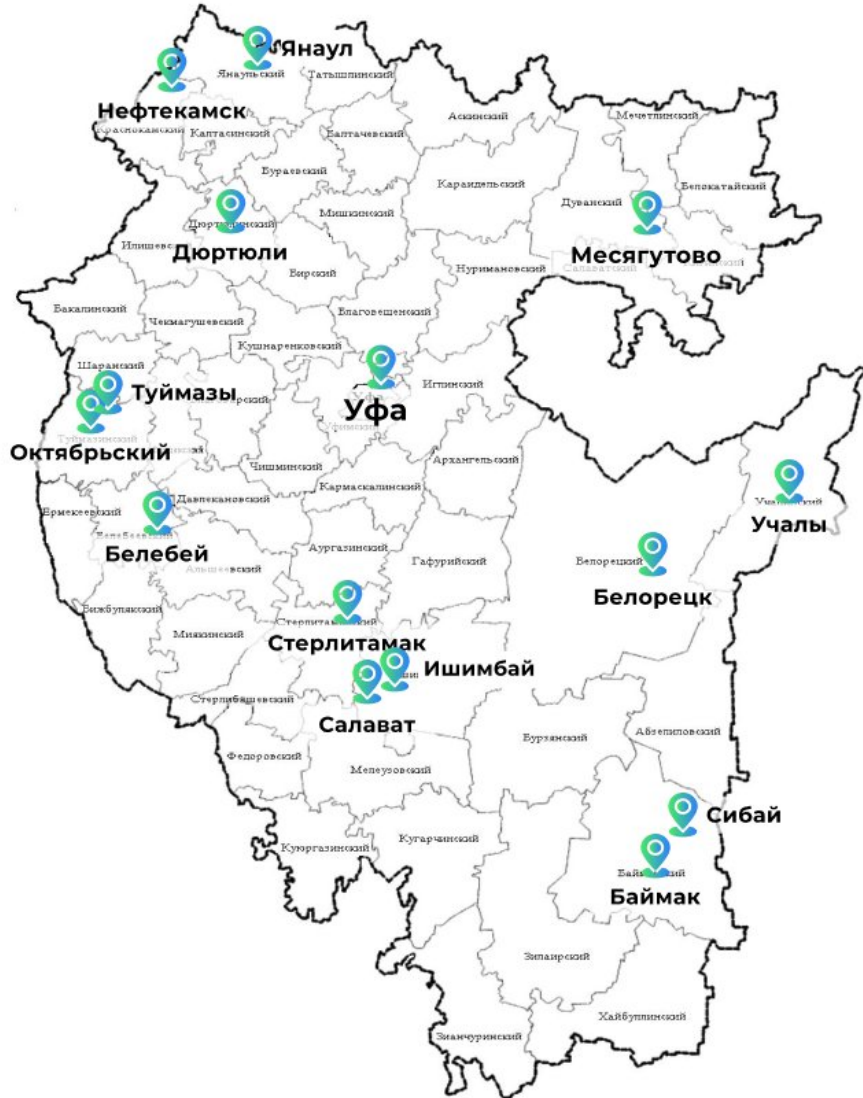 Янаул
Янаульский
Татышлинский
Нефтекамск
Краснокамский
Калтасинский
Балтачевский
Аскинский
Мечетлинский
Бураевский
Караидельский
Белокатайский
Дуванский
Мишкинский
Дюртюли
Илишевский
Бирский
Месягутово
Салаватский
Нуримановский
Бакалинский
Чекмагушевский
Благовещенский
Кушнаренковский
Шаранский
Туймазы
Иглинский
Уфа
Уфимский
Октябрьский
Туймазинский
Архангельский
Чишминский
Кармаскалинский
Давлекановский
Ермекеевский
Учалы
Белебей
Аургазинский
Гафурийский
Белорецкий
Альшеевский
Белорецк
Бижбулякский
Стерлитамакский
Миякинский
Стерлитамак
Ишимбай
Стерлибашевский
Салават
Федоровский
Мелеузовский
Бурзянский
Абзелиловский
Сибай
Куюргазинский
Кугарчинский
Баймак
Зилаирский
Хайбуллинский
Зианчуринский